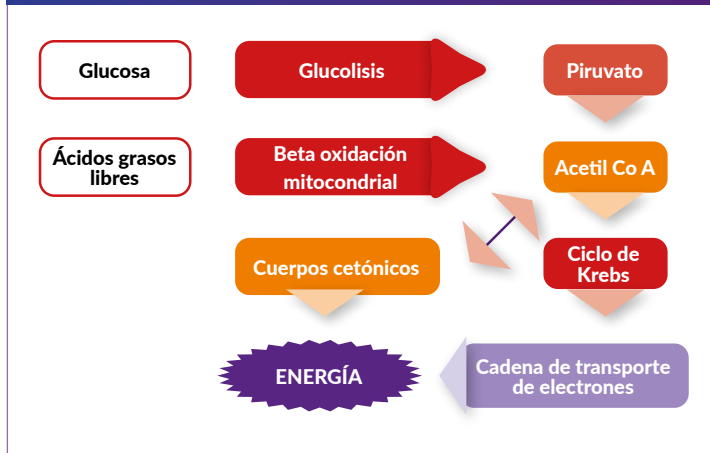 Glucosa
Glucolisis
Piruvato
Ácidos grasos
libres
Beta oxidación
mitocondrial
Acetil Co A
Cuerpos cetónicos
Ciclo de
Krebs
ENERGÍA
Cadena de transporte
de electrones